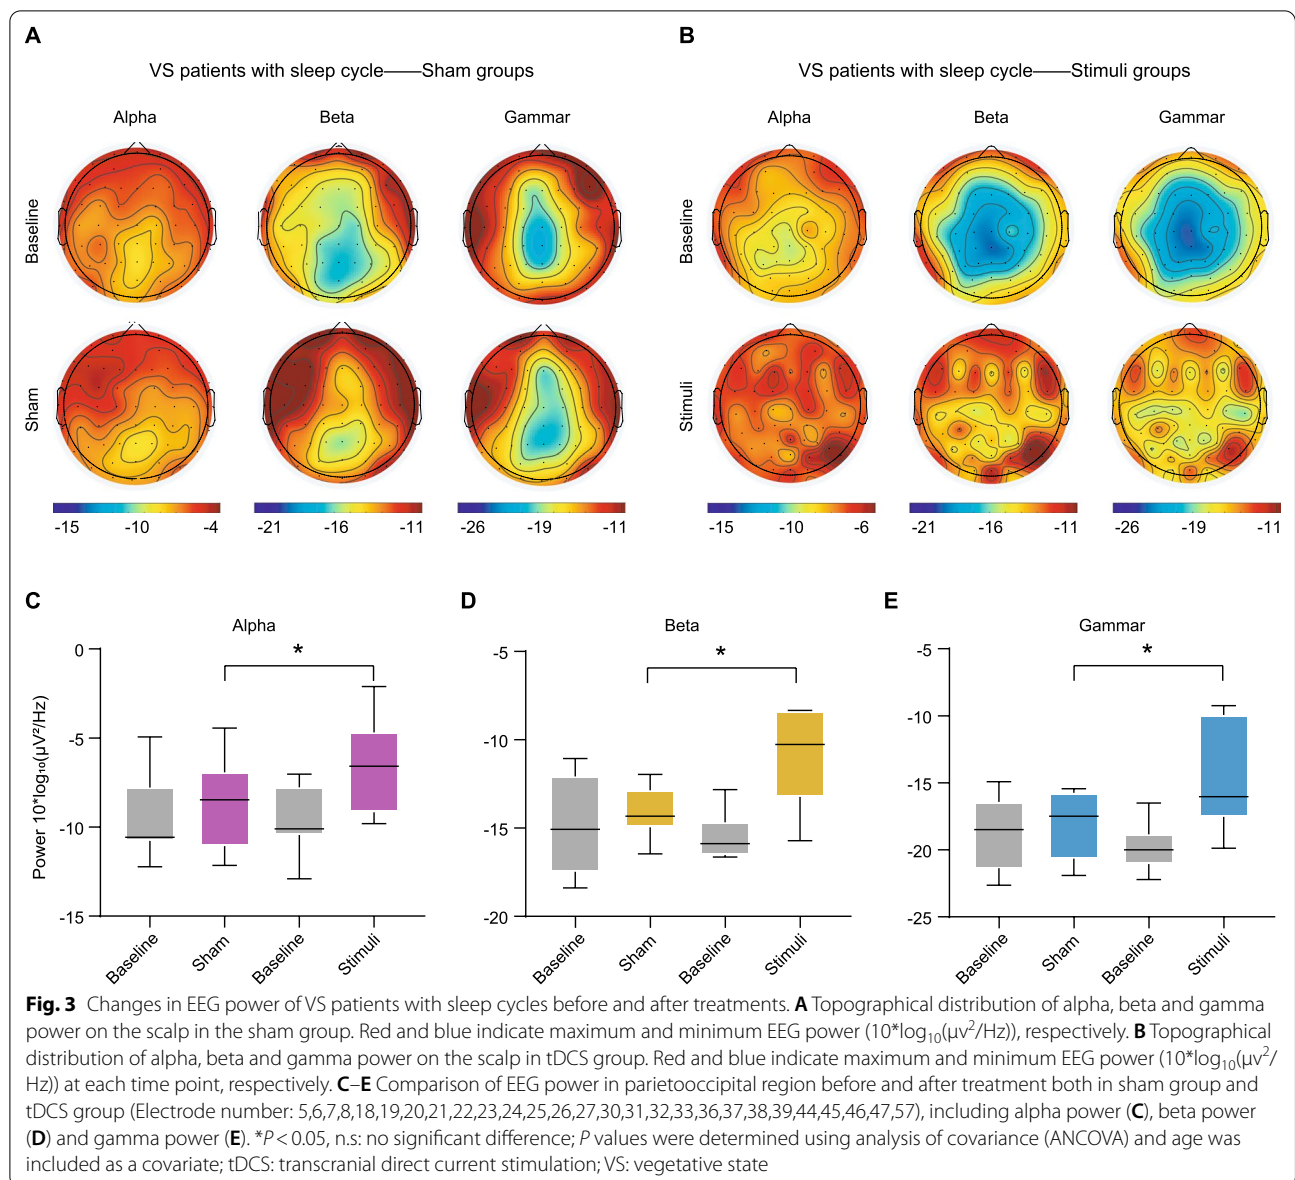 A
B
VS patients with sleep cycle——Sham groups
VS patients with sleep cycle——Stimuli groups
Alpha
Beta
Gammar
Alpha
Beta
Gammar
Baseline
Baseline
Sham
Stimuli
-15 -10 -4
-21 -16 -11
-26 -19 -11
-15 -10 -6
-21 -16 -11
-26 -19 -11
C
Alpha
*
Power 10*log₁₀(µV²/Hz)
0
-5
-10
-15
Baseline
Sham
Baseline
Stimuli
D
Beta
*
-5
-10
-15
-20
Baseline
Sham
Baseline
Stimuli
E
Gammar
*
-5
-10
-15
-20
-25
Baseline
Sham
Baseline
Stimuli
Fig. 3 Changes in EEG power of VS patients with sleep cycles before and after treatments. A Topographical distribution of alpha, beta and gamma
power on the scalp in the sham group. Red and blue indicate maximum and minimum EEG power (10*log₁₀(µv²/Hz)), respectively. B Topographical
distribution of alpha, beta and gamma power on the scalp in tDCS group. Red and blue indicate maximum and minimum EEG power (10*log₁₀(µv²/
Hz)) at each time point, respectively. C–E Comparison of EEG power in parietooccipital region before and after treatment both in sham group and
tDCS group (Electrode number: 5,6,7,8,18,19,20,21,22,23,24,25,26,27,30,31,32,33,36,37,38,39,44,45,46,47,57), including alpha power (C), beta power
(D) and gamma power (E). *P < 0.05, n.s: no significant difference; P values were determined using analysis of covariance (ANCOVA) and age was
included as a covariate; tDCS: transcranial direct current stimulation; VS: vegetative state